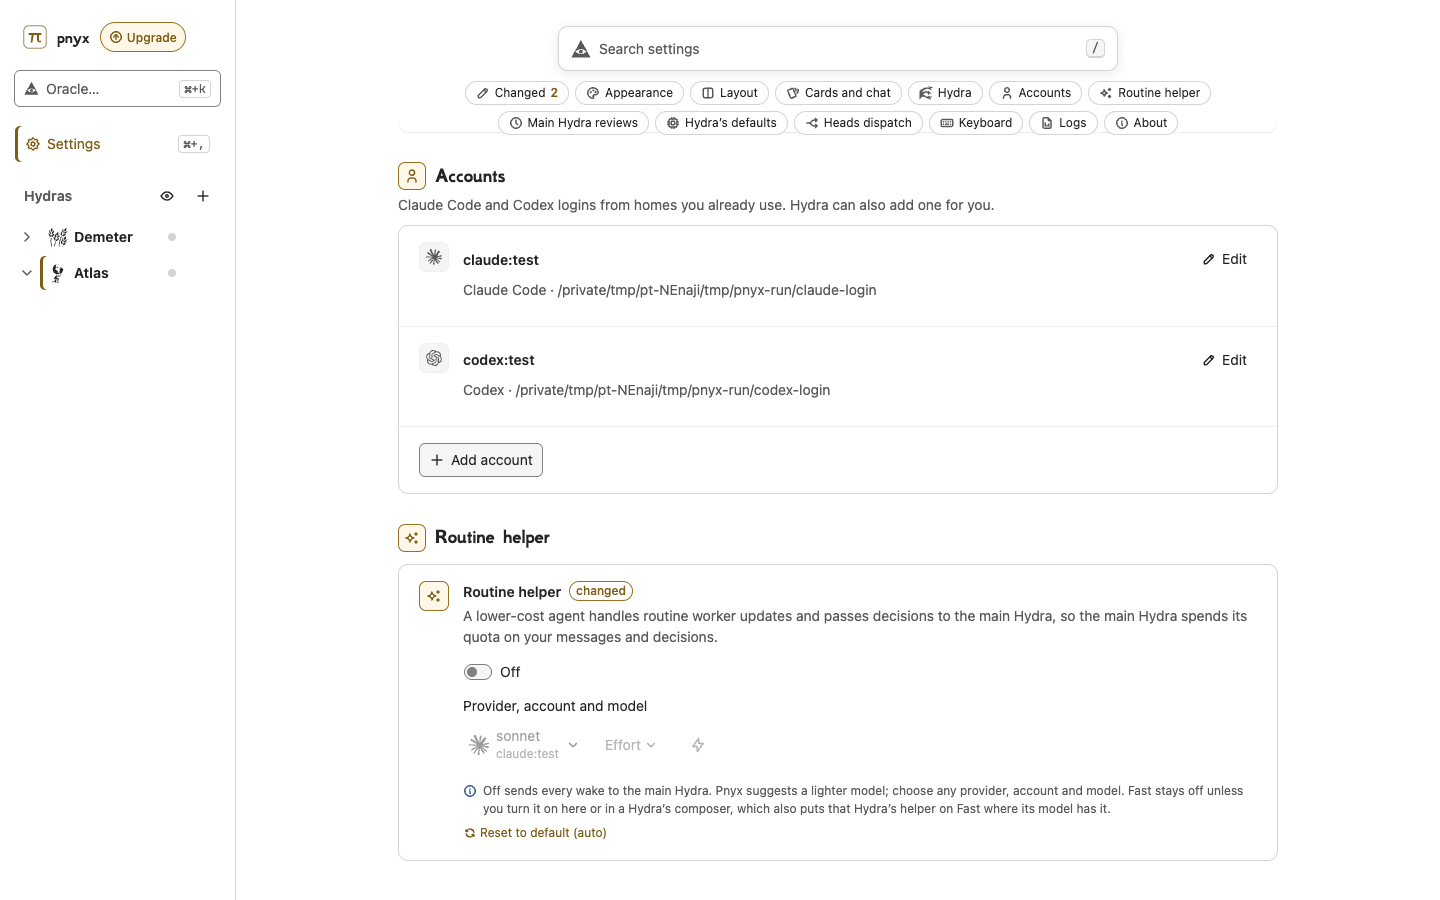 pnyx
Upgrade
Oracle... ⌘+K
Settings ⌘+,
Hydras
Demeter
Atlas
Search settings /
Changed 2 Appearance Layout Cards and chat Hydra Accounts Routine helper
Main Hydra reviews Hydra's defaults Heads dispatch Keyboard Logs About
Accounts
Claude Code and Codex logins from homes you already use. Hydra can also add one for you.
claude:test Edit
Claude Code · /private/tmp/pt-NEnaji/tmp/pnyx-run/claude-login
codex:test Edit
Codex · /private/tmp/pt-NEnaji/tmp/pnyx-run/codex-login
Add account
Routine helper
Routine helper changed
A lower-cost agent handles routine worker updates and passes decisions to the main Hydra, so the main Hydra spends its
quota on your messages and decisions.
Off
Provider, account and model
sonnet
claude:test
Effort
Off sends every wake to the main Hydra. Pnyx suggests a lighter model; choose any provider, account and model. Fast stays off unless
you turn it on here or in a Hydra's composer, which also puts that Hydra's helper on Fast where its model has it.
Reset to default (auto)